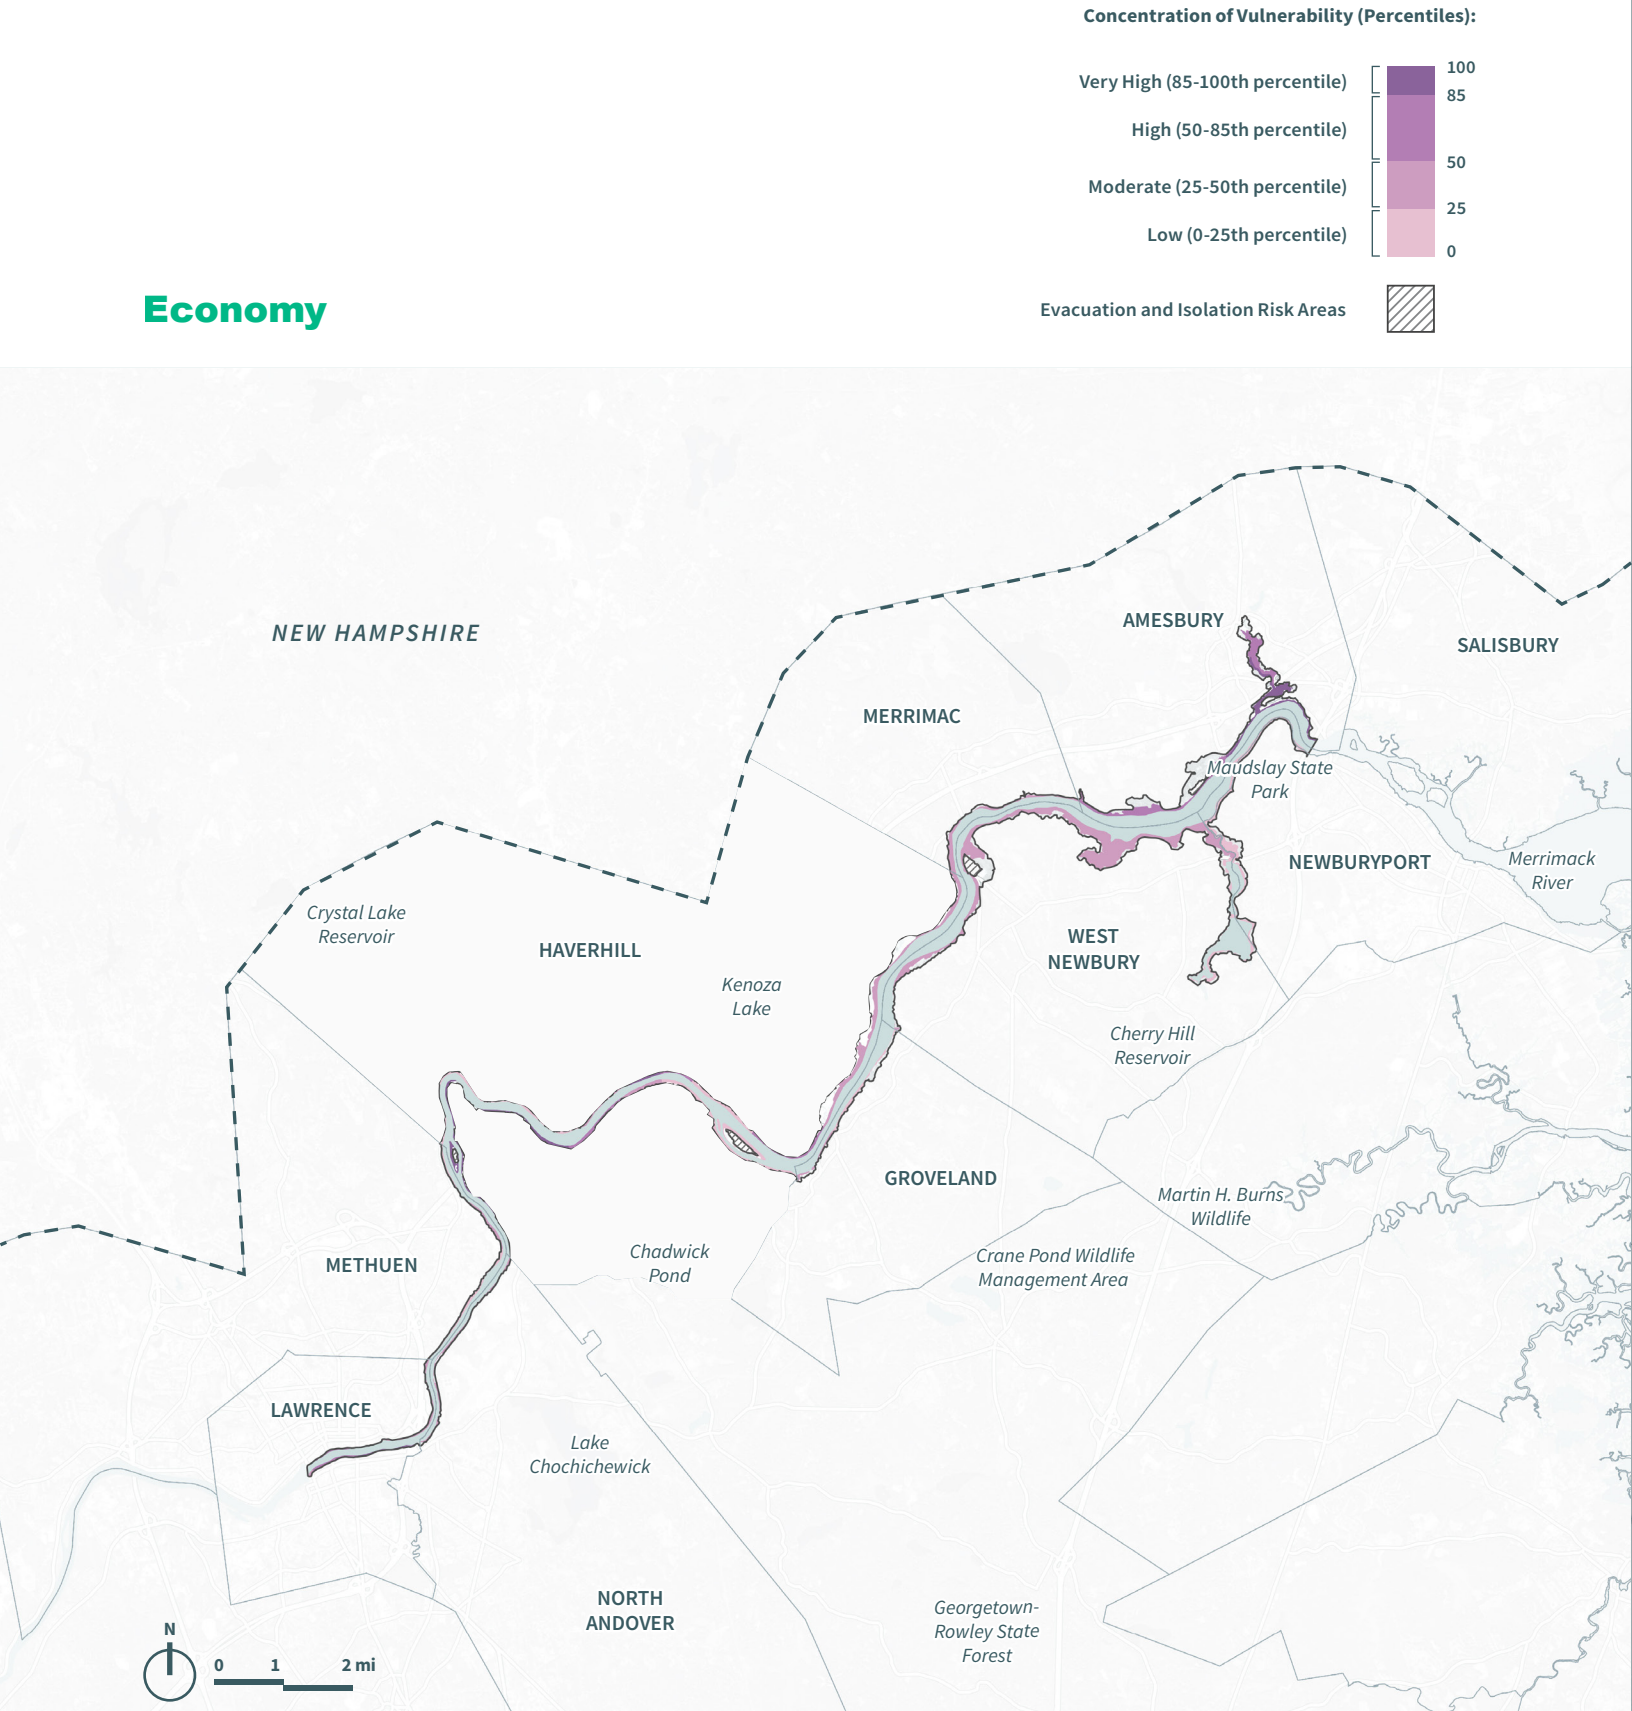 Concentration of Vulnerability (Percentiles):
Very High (85-100th percentile)
100
85
High (50-85th percentile)
50
Moderate (25-50th percentile)
25
Low (0-25th percentile)
0
Economy
Evacuation and Isolation Risk Areas
NEW HAMPSHIRE
AMESBURY
SALISBURY
MERRIMAC
Maudslay State
Park
NEWBURYPORT
Merrimack
River
Crystal Lake
Reservoir
HAVERHILL
WEST
NEWBURY
Kenoza
Lake
Cherry Hill
Reservoir
GROVELAND
Martin H. Burns
Wildlife
METHUEN
Chadwick
Pond
Crane Pond Wildlife
Management Area
LAWRENCE
Lake
Chochichewick
NORTH
ANDOVER
Georgetown-
Rowley State
Forest
N
0 1 2 mi